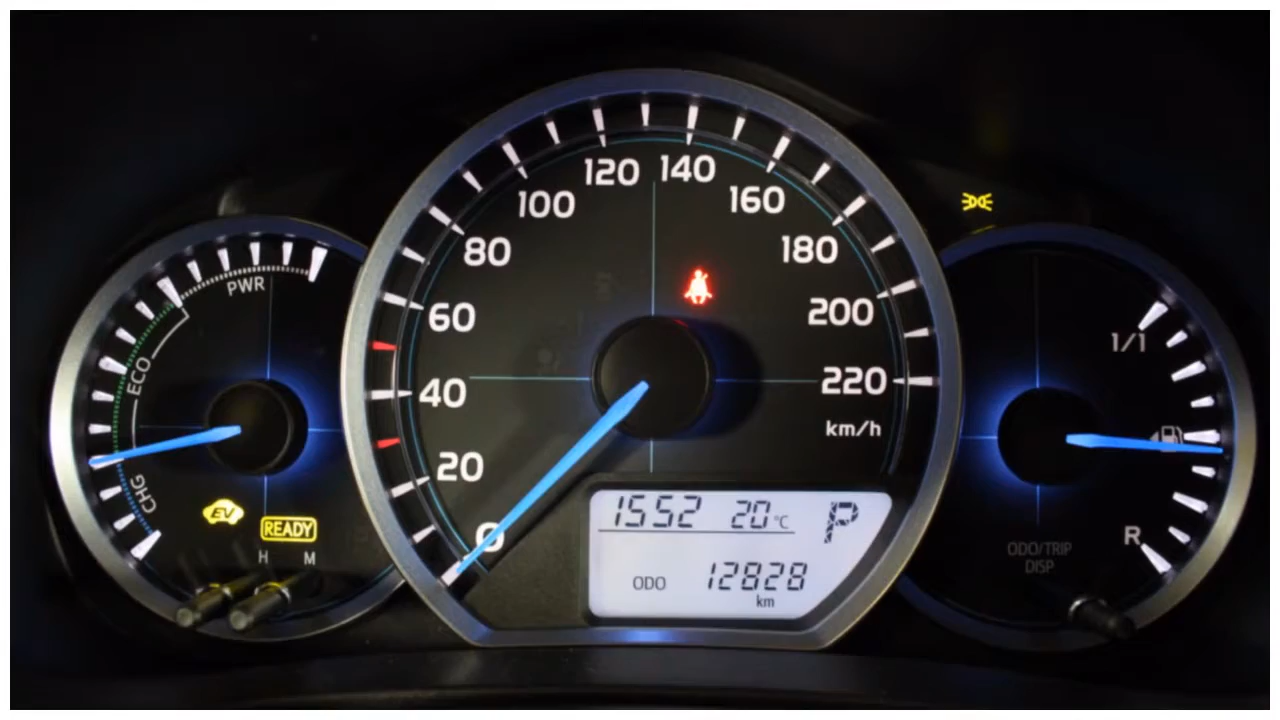 PWR
ECO
CHG
EV
READY
H M
0
20
40
60
80
100
120
140
160
180
200
220
km/h
1552 20 °C P
ODO 12828
km
1/1
R
ODO/TRIP
DISP